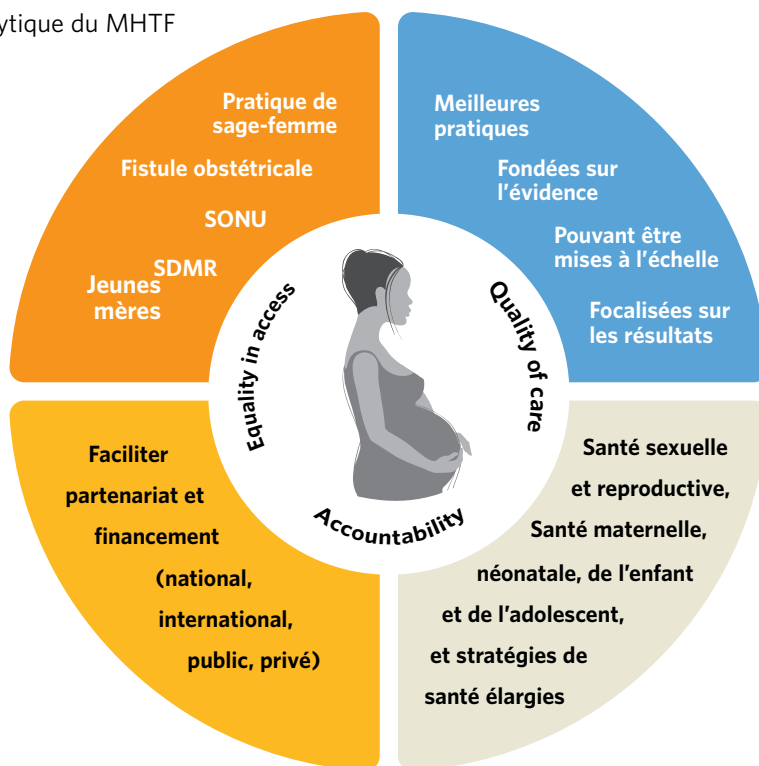 du MHTF
Pratique de
sage-femme
Fistule obstétricale
SONU
SDMR
Jeunes
mères
Meilleures
pratiques
Fondées sur
l'évidence
Pouvant être
mises à l'échelle
Focalisées sur
les résultats
Equality in access
Quality of care
Accountability
Faciliter
partenariat et
financement
(national,
international,
public, privé)
Santé sexuelle
et reproductive,
Santé maternelle,
néonatale, de l'enfant
et de l'adolescent,
et stratégies de
santé élargies